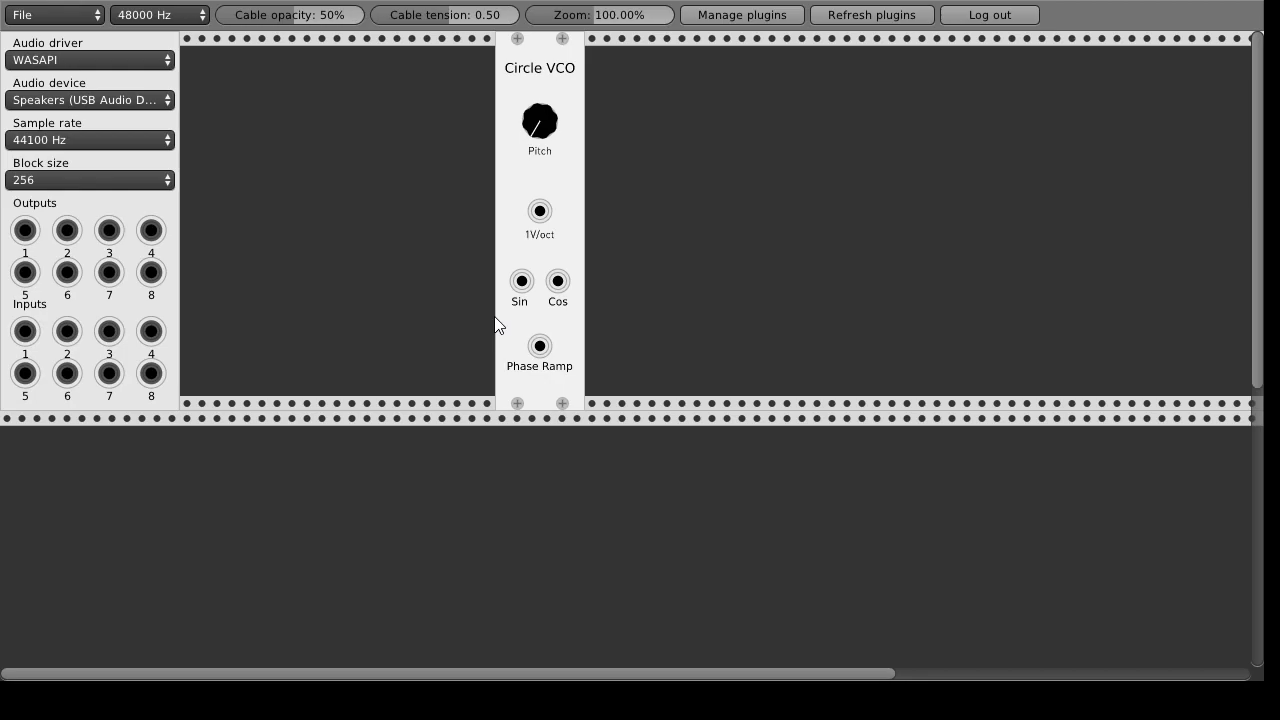 File 48000 Hz Cable opacity: 50% Cable tension: 0.50 Zoom: 100.00% Manage plugins Refresh plugins Log out
Audio driver
WASAPI
Audio device
Speakers (USB Audio D...
Sample rate
44100 Hz
Block size
256
Outputs
1 2 3 4
5 6 7 8
Inputs
1 2 3 4
5 6 7 8
Circle VCO
Pitch
1V/oct
Sin Cos
Phase Ramp